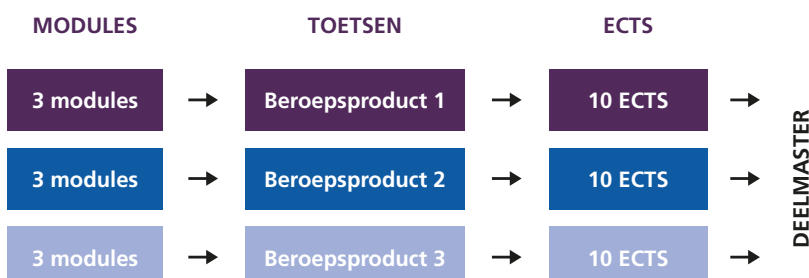 MODULES TOETSEN ECTS
3 modules Beroepsproduct 1 10 ECTS
3 modules Beroepsproduct 2 10 ECTS
3 modules Beroepsproduct 3 10 ECTS
DEELMASTER